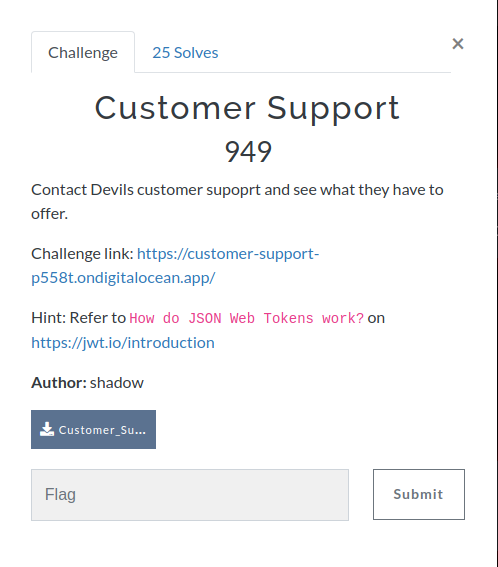 Challenge
25 Solves
×
Customer Support
949
Contact Devils customer supoprt and see what they have to
offer.
Challenge link: https://customer-support-
p558t.ondigitalocean.app/
Hint: Refer to How do JSON Web Tokens work? on
https://jwt.io/introduction
Author: shadow
Customer_Su...
Flag
Submit